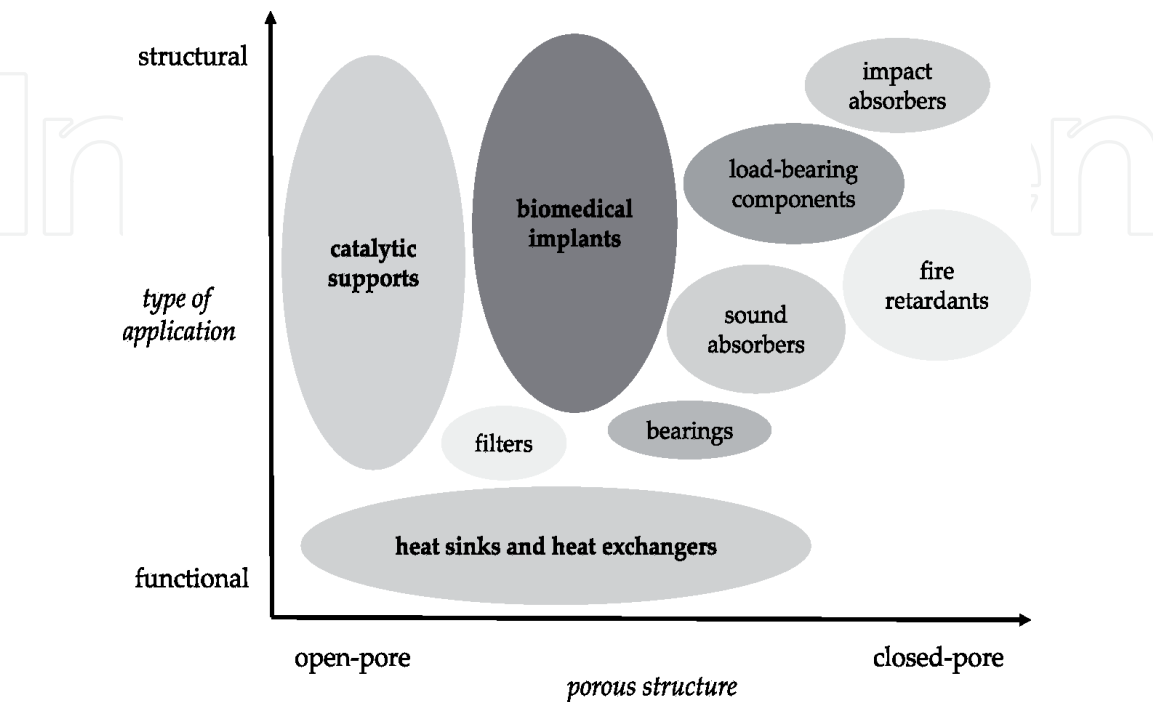 structural
impact
absorbers
load-bearing
components
biomedical
implants
catalytic
supports
fire
retardants
type of
application
sound
absorbers
bearings
filters
heat sinks and heat exchangers
functional
open-pore
closed-pore
porous structure